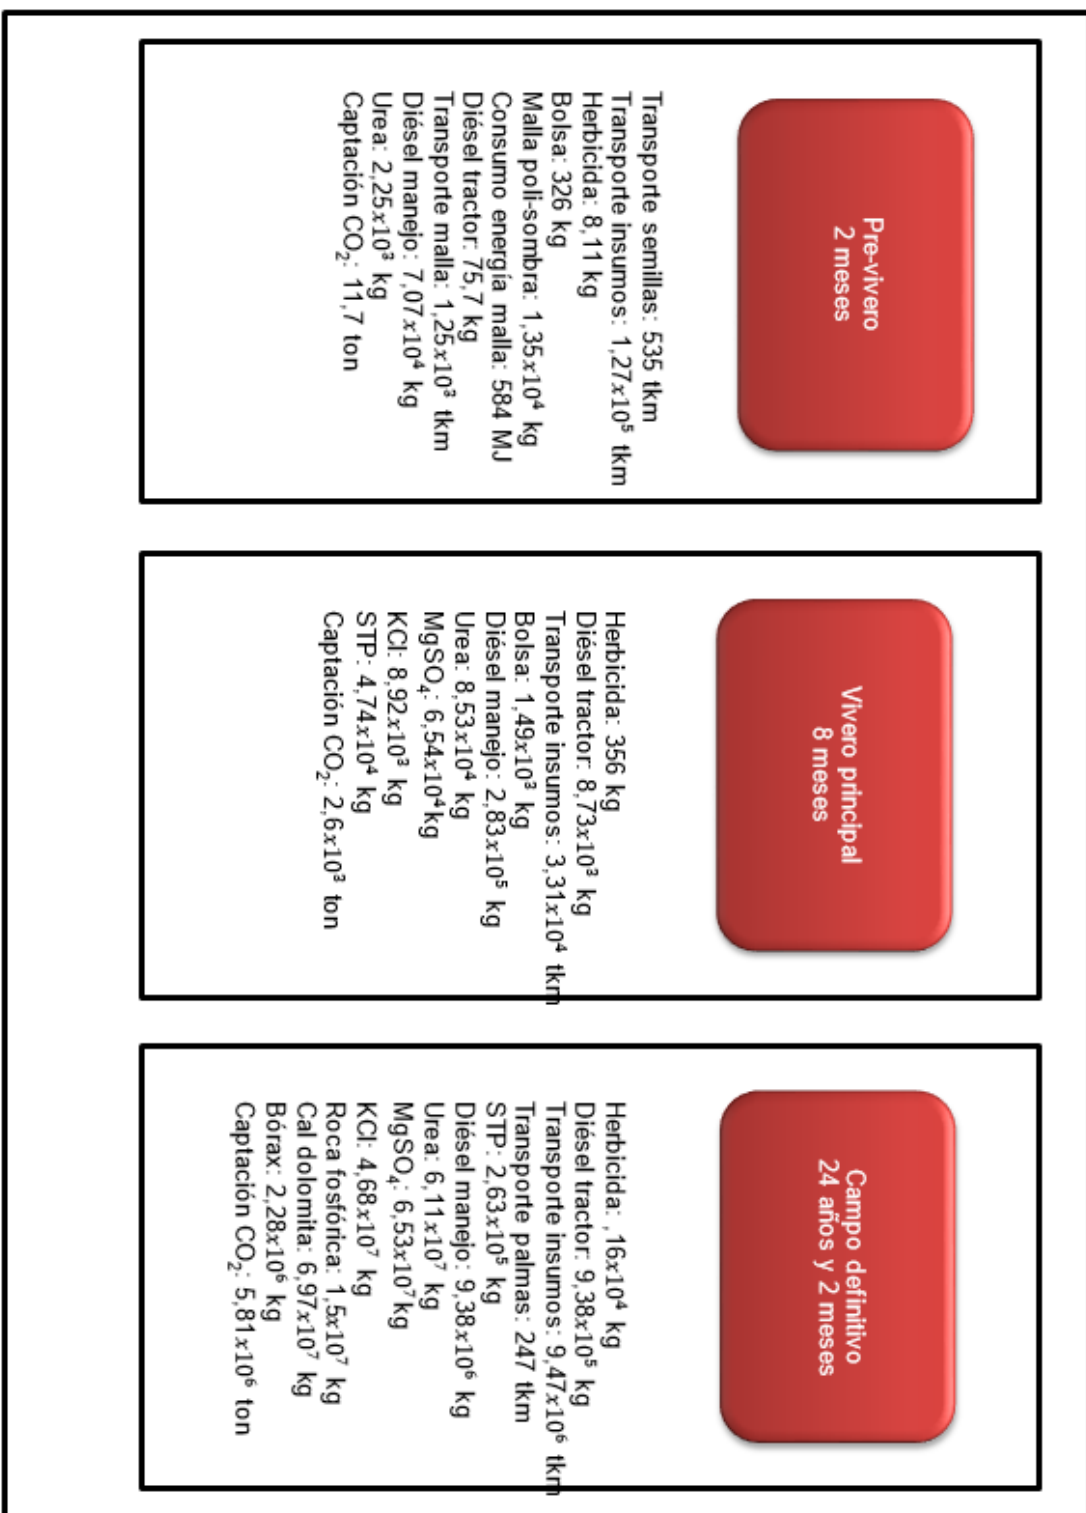 Pre-vivero
2 meses
Transporte semillas: 535 tkm
Transporte insumos: 1,27x10⁵ tkm
Herbicida: 8,11 kg
Bolsa: 326 kg
Malla poli-sombra: 1,35x10⁴ kg
Consumo energía malla: 584 MJ
Diésel tractor: 75,7 kg
Transporte malla: 1,25x10³ tkm
Diésel manejo: 7,07x10⁴ kg
Urea: 2,25x10³ kg
Captación CO₂: 11,7 ton
Vivero principal
8 meses
Herbicida: 356 kg
Diésel tractor: 8,73x10³ kg
Transporte insumos: 3,31x10⁴ tkm
Bolsa: 1,49x10³ kg
Diésel manejo: 2,83x10⁵ kg
Urea: 8,53x10⁴ kg
MgSO₄: 6,54x10⁴kg
KCl: 8,92x10³ kg
STP: 4,74x10⁴ kg
Captación CO₂: 2,6x10³ ton
Campo definitivo
24 años y 2 meses
Herbicida: ,16x10⁴ kg
Diésel tractor: 9,38x10⁵ kg
Transporte insumos: 9,47x10⁶ tkm
Transporte palmas: 247 tkm
STP: 2,63x10⁵ kg
Diésel manejo: 9,38x10⁶ kg
Urea: 6,11x10⁷ kg
MgSO₄: 6,53x10⁷kg
KCl: 4,68x10⁷ kg
Roca fosfórica: 1,5x10⁷ kg
Cal dolomita: 6,97x10⁷ kg
Bórax: 2,28x10⁶ kg
Captación CO₂: 5,81x10⁶ ton